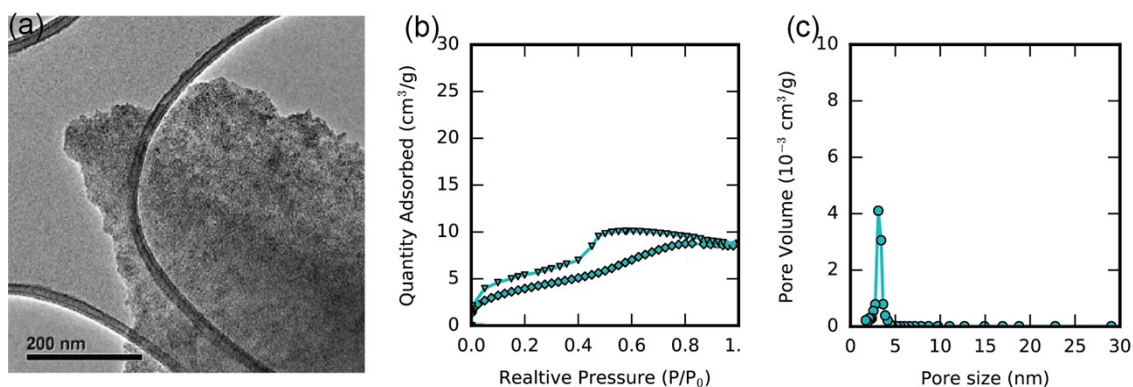 (a)
200 nm
(b)
Quantity Adsorbed (cm³/g)
30
25
20
15
10
5
0
0.0 0.2 0.4 0.6 0.8 1.
Realtive Pressure (P/P₀)
(c)
Pore Volume (10⁻³ cm³/g)
10
8
6
4
2
0
0 5 10 15 20 25 30
Pore size (nm)